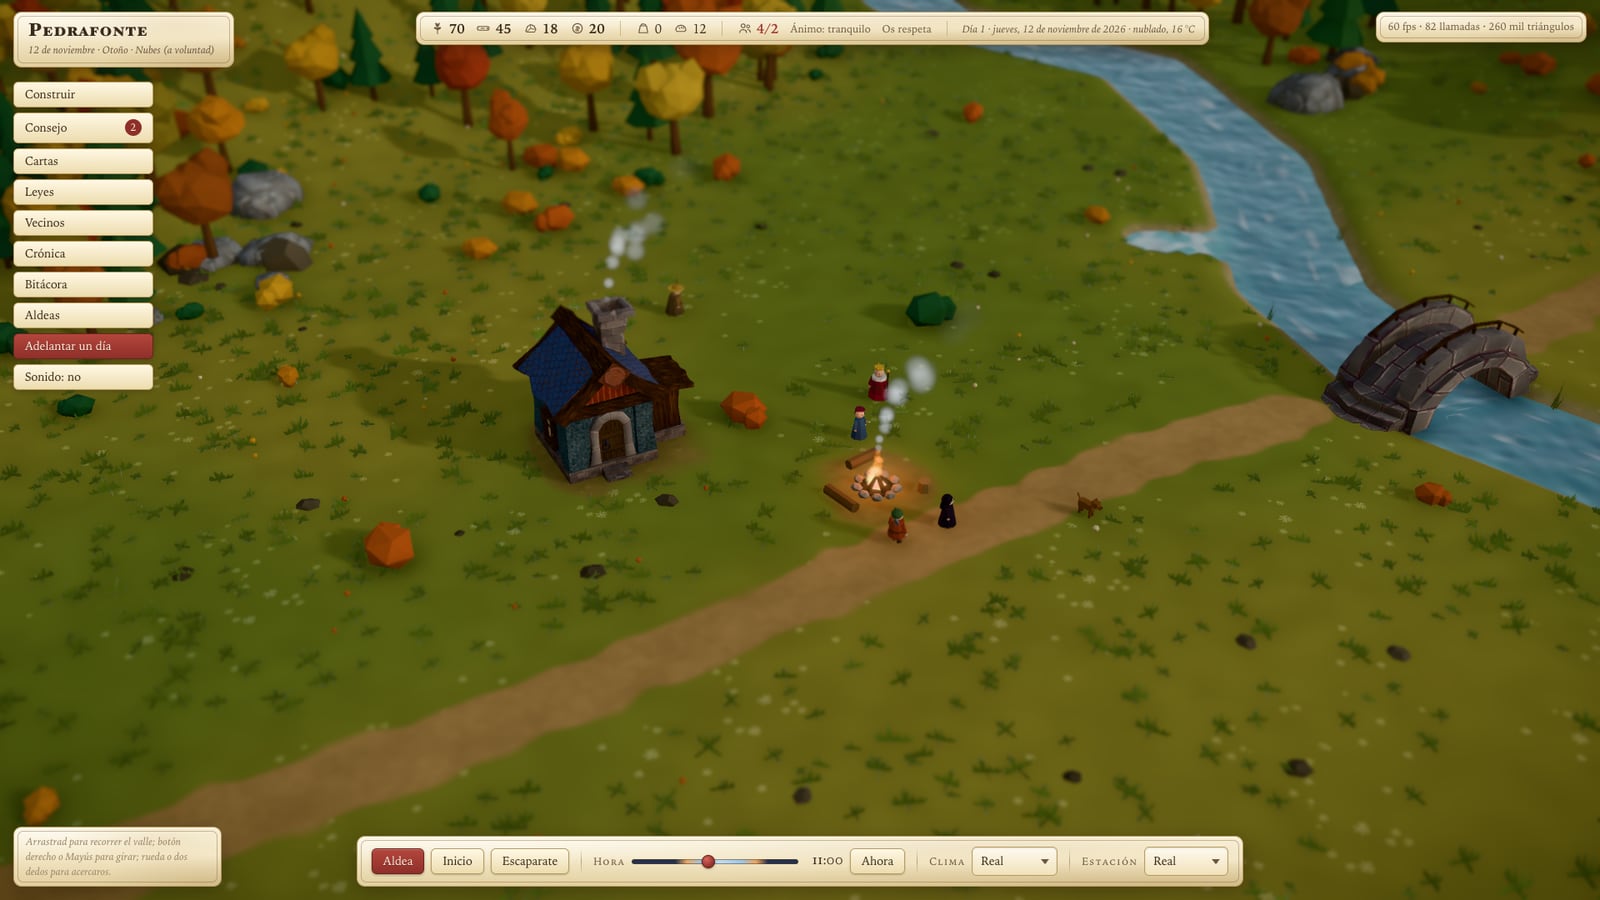 Pedrafonte
12 de noviembre · Otoño · Nubes (a voluntad)
70 45 18 20 0 12 4/2 Ánimo: tranquilo Os respeta Día 1 · jueves, 12 de noviembre de 2026 · nublado, 16 °C
60 fps · 82 llamadas · 260 mil triángulos
Construir
Consejo 2
Cartas
Leyes
Vecinos
Crónica
Bitácora
Aldeas
Adelantar un día
Sonido: no
Arrastrad para recorrer el valle; botón
derecho o Mayús para girar; rueda o dos
dedos para acercaros.
Aldea Inicio Escaparate Hora 11:00 Ahora Clima Real Estación Real